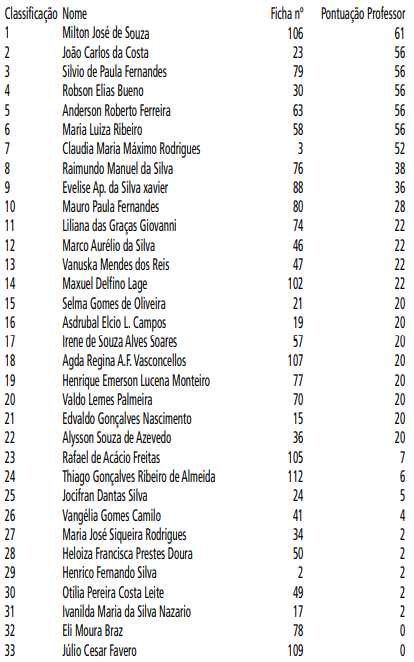 Classificação Nome Ficha nº Pontuação Professor
1 Milton José de Souza 106 61
2 João Carlos da Costa 23 56
3 Silvio de Paula Fernandes 79 56
4 Robson Elias Bueno 30 56
5 Anderson Roberto Ferreira 63 56
6 Maria Luiza Ribeiro 58 56
7 Claudia Maria Máximo Rodrigues 3 52
8 Raimundo Manuel da Silva 76 38
9 Evelise Ap. da Silva xavier 88 36
10 Mauro Paula Fernandes 80 28
11 Liliana das Graças Giovanni 74 22
12 Marco Aurélio da Silva 46 22
13 Vanuska Mendes dos Reis 47 22
14 Maxuel Delfino Lage 102 22
15 Selma Gomes de Oliveira 21 20
16 Asdrubal Elcio L. Campos 19 20
17 Irene de Souza Alves Soares 57 20
18 Agda Regina A.F. Vasconcellos 107 20
19 Henrique Emerson Lucena Monteiro 77 20
20 Valdo Lemes Palmeira 70 20
21 Edvaldo Gonçalves Nascimento 15 20
22 Alysson Souza de Azevedo 36 20
23 Rafael de Acácio Freitas 105 7
24 Thiago Gonçalves Ribeiro de Almeida 112 6
25 Jocifran Dantas Silva 24 5
26 Vangélia Gomes Camilo 41 4
27 Maria José Siqueira Rodrigues 34 2
28 Heloiza Francisca Prestes Doura 50 2
29 Henrico Fernando Silva 2 2
30 Otilia Pereira Costa Leite 49 2
31 Ivanilda Maria da Silva Nazario 17 2
32 Eli Moura Braz 78 0
33 Júlio Cesar Favero 109 0